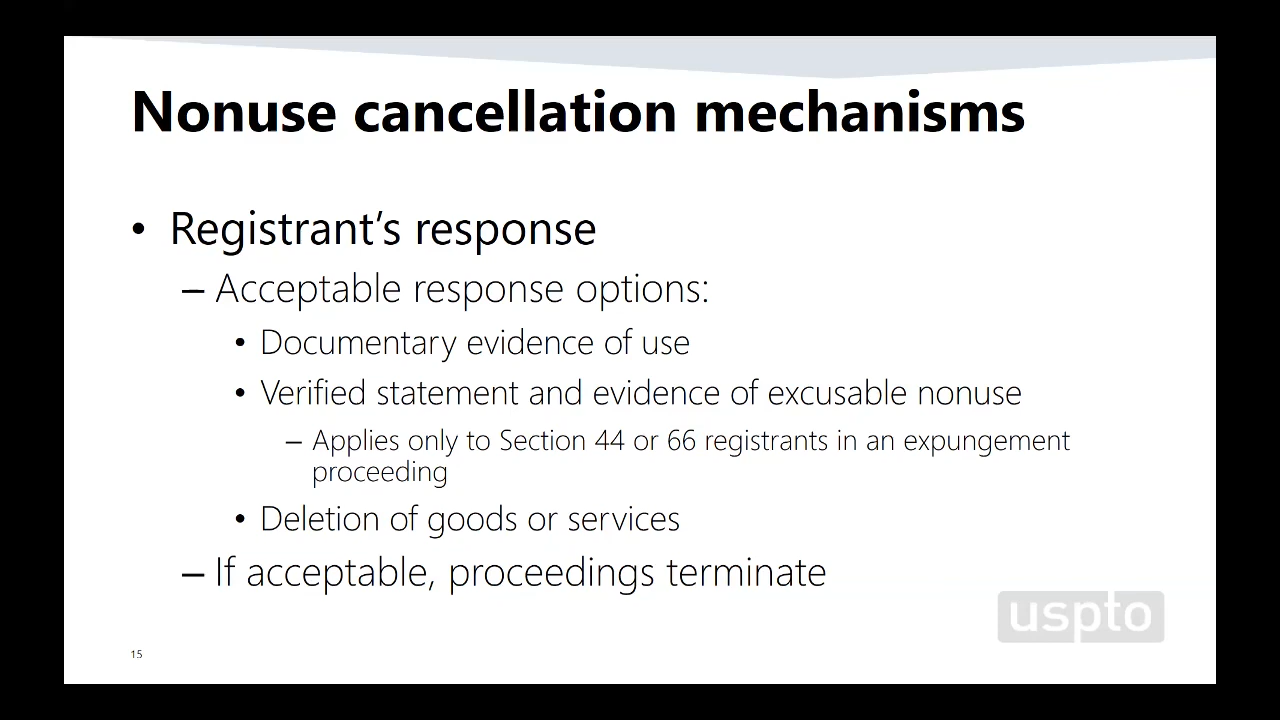 Nonuse cancellation mechanisms
• Registrant’s response
– Acceptable response options:
• Documentary evidence of use
• Verified statement and evidence of excusable nonuse
– Applies only to Section 44 or 66 registrants in an expungement
proceeding
• Deletion of goods or services
– If acceptable, proceedings terminate
uspto
15